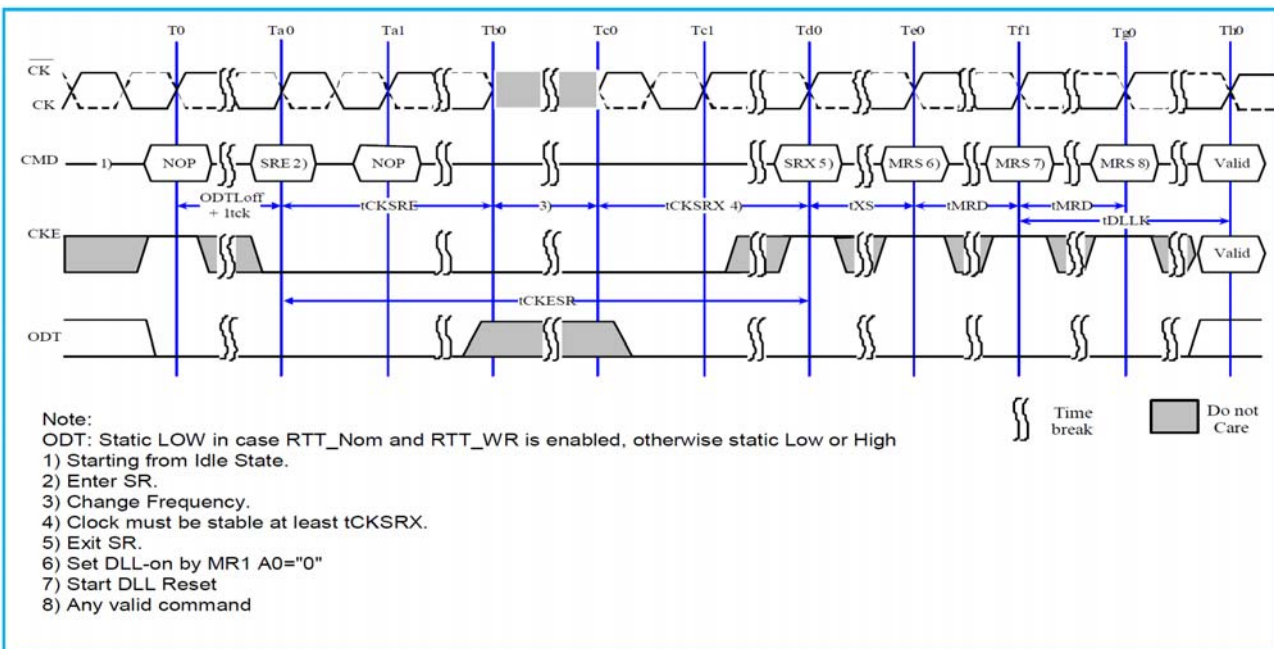 T0 Ta0 Ta1 Tb0 Tc0 Tc1 Td0 Te0 Tf1 Tg0 Th0
CK
CK
CMD 1) NOP SRE 2) NOP SRX 5) MRS 6) MRS 7) MRS 8) Valid
ODTLoff
+ 1tck
tCKSRE 3) tCKSRX 4) tXS tMRD tMRD
tDLLK
CKE Valid
tCKESR
ODT
Time
break
Do not
Care
Note:
ODT: Static LOW in case RTT_Nom and RTT_WR is enabled, otherwise static Low or High
1) Starting from Idle State.
2) Enter SR.
3) Change Frequency.
4) Clock must be stable at least tCKSRX.
5) Exit SR.
6) Set DLL-on by MR1 A0="0"
7) Start DLL Reset
8) Any valid command